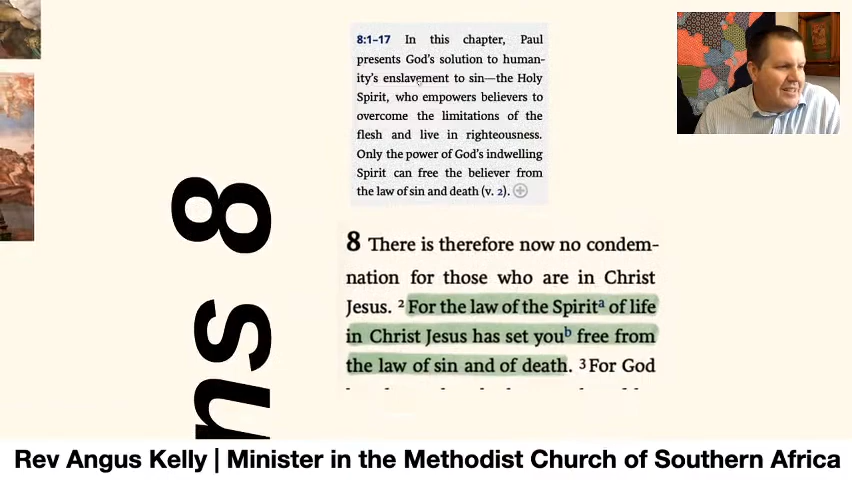 8:1–17 In this chapter, Paul
presents God's solution to human-
ity's enslavement to sin—the Holy
Spirit, who empowers believers to
overcome the limitations of the
flesh and live in righteousness.
Only the power of God's indwelling
Spirit can free the believer from
the law of sin and death (v. 2).
us 8
8 There is therefore now no condem-
nation for those who are in Christ
Jesus. 2 For the law of the Spirit a of life
in Christ Jesus has set you b free from
the law of sin and of death. 3 For God
Rev Angus Kelly | Minister in the Methodist Church of Southern Africa